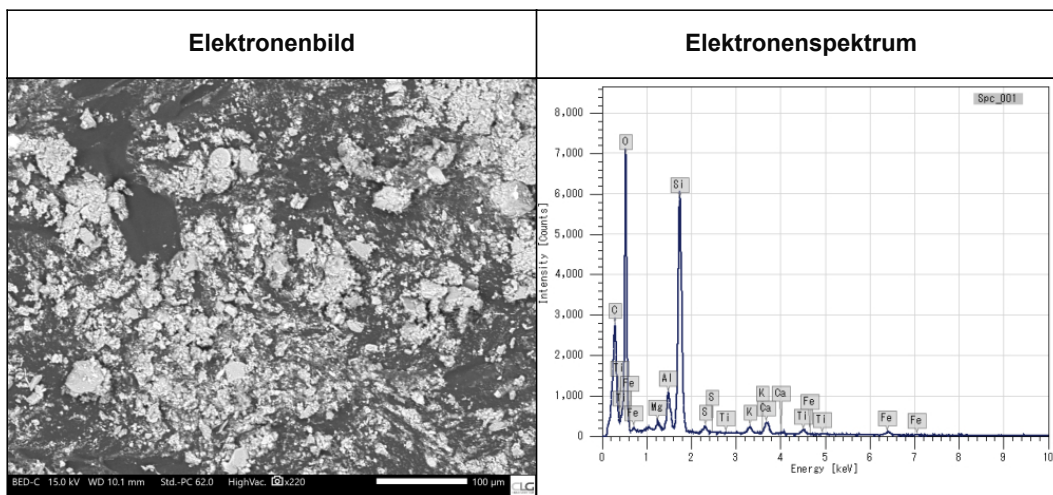 Elektronenbild
Elektronenspektrum
BED-C 15.0 kV WD 10.1 mm Std.-PC 62.0 HighVac. x220 100 µm CLG
Spc_001
Intensity [Counts]
8,000
7,000
6,000
5,000
4,000
3,000
2,000
1,000
0
O
Si
C
Ti
Fe
Ti
Fe
Mg
Al
S
S
Ti
K
K
Ca
Ca
Fe
Ti
Ti
Fe
Fe
0 1 2 3 4 5 6 7 8 9 10
Energy [keV]